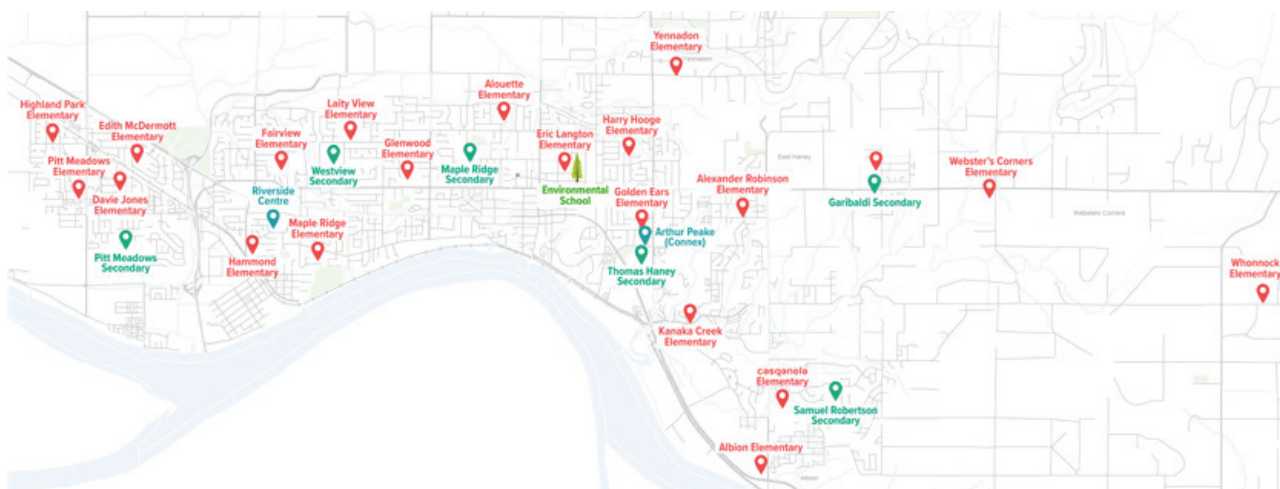 Yennadon
Elementary
Yennadon
Alouette
Elementary
Highland Park
Elementary
Edith McDermott
Elementary
Laity View
Elementary
Fairview
Elementary
Glenwood
Elementary
Eric Langton
Elementary
Harry Hooge
Elementary
Pitt Meadows
Elementary
Westview
Secondary
Maple Ridge
Secondary
East Haney
Webster's Corners
Elementary
Davie Jones
Elementary
Riverside
Centre
Environmental
School
Golden Ears
Elementary
Alexander Robinson
Elementary
Garibaldi Secondary
Websters Corners
Maple Ridge
Elementary
Arthur Peake
(Connex)
Pitt Meadows
Secondary
Hammond
Elementary
Thomas Haney
Secondary
Whonnock
Elementary
Kanaka Creek
Elementary
c̓əsqənelə
Elementary
Samuel Robertson
Secondary
Albion Elementary
Albion